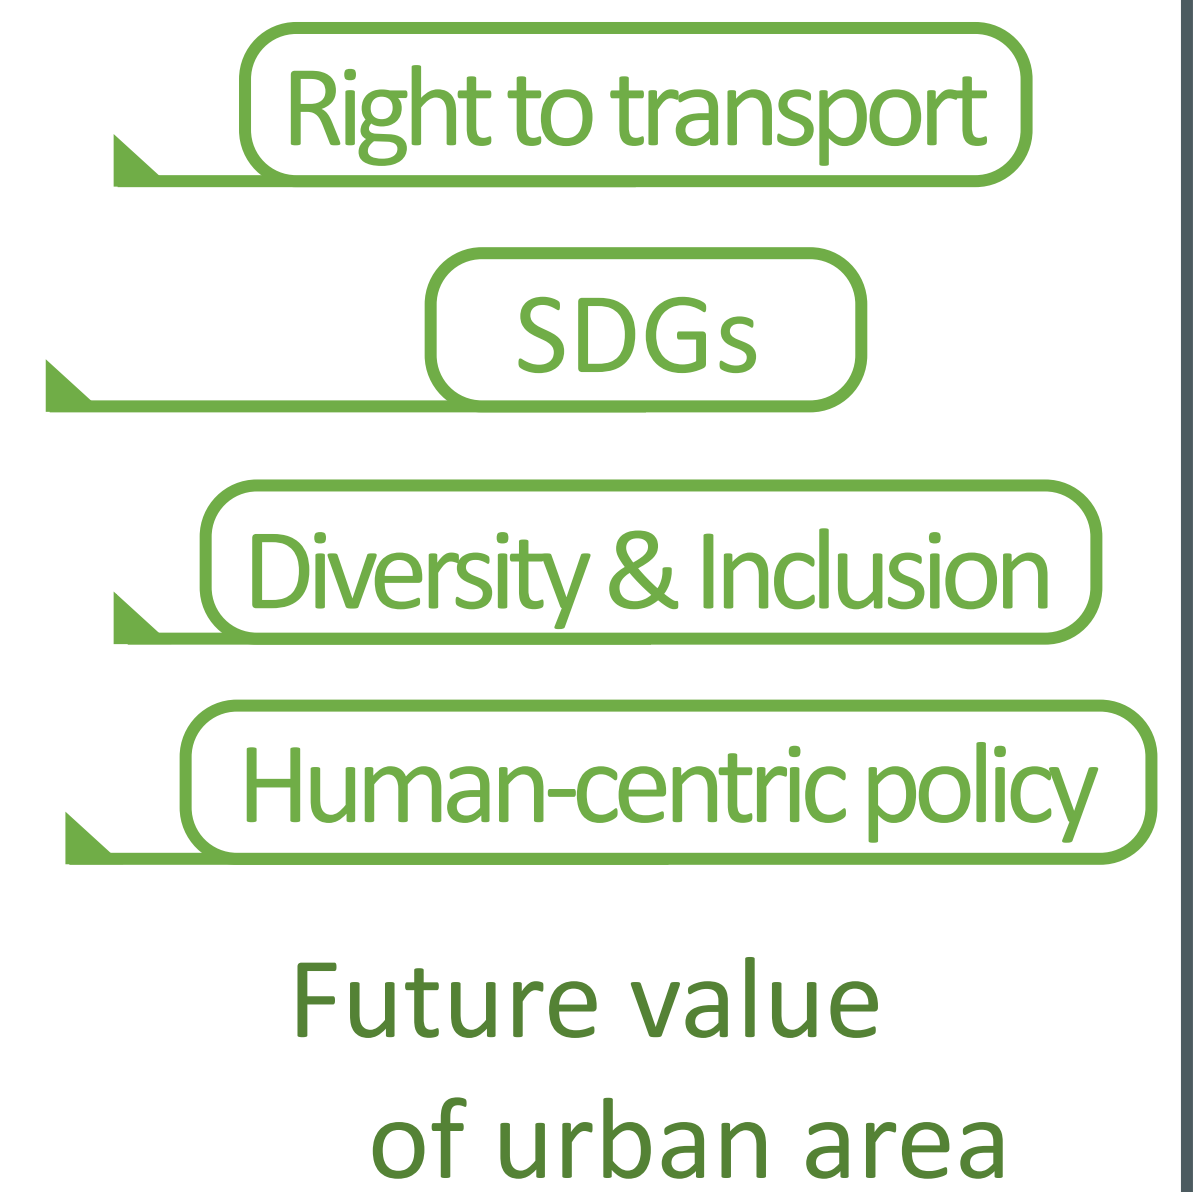 Right to transport
SDGs
Diversity & Inclusion
Human-centric policy
Future value
of urban area